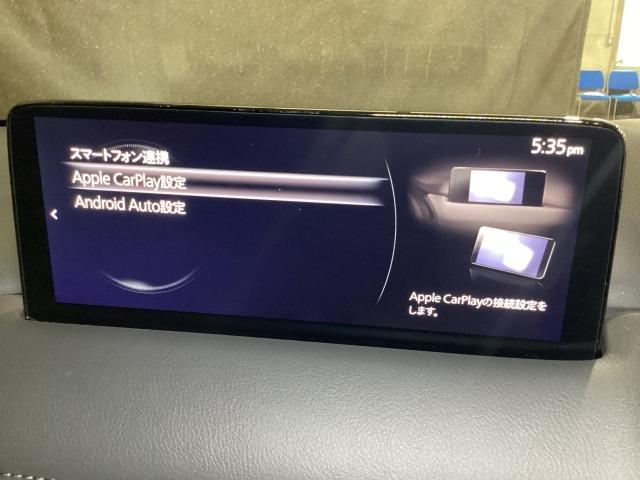 スマートフォン連携
5:35pm
Apple CarPlay設定
Android Auto設定
Apple CarPlayの接続設定を
します。